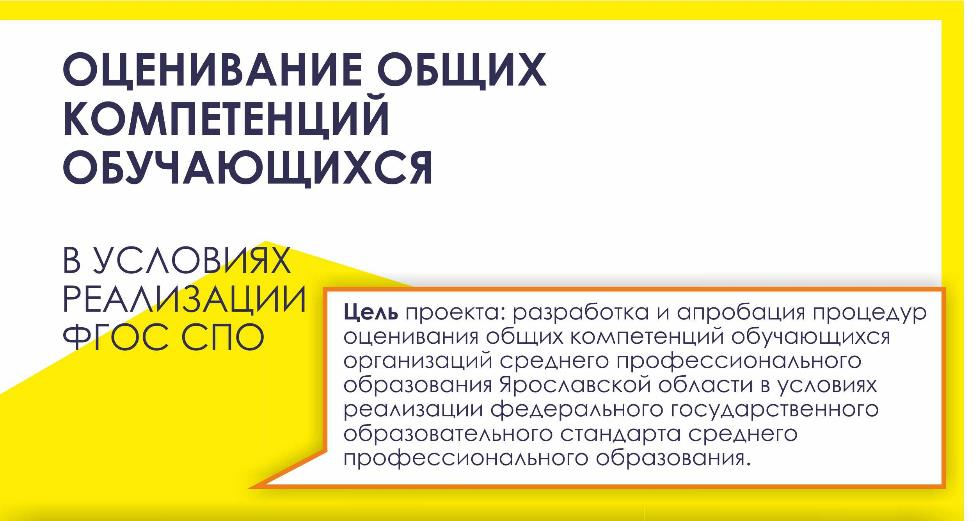 ОЦЕНИВАНИЕ ОБЩИХ
КОМПЕТЕНЦИЙ
ОБУЧАЮЩИХСЯ
В УСЛОВИЯХ
РЕАЛИЗАЦИИ
ФГОС СПО
Цель проекта: разработка и апробация процедур
оценивания общих компетенций обучающихся
организаций среднего профессионального
образования Ярославской области в условиях
реализации федерального государственного
образовательного стандарта среднего
профессионального образования.